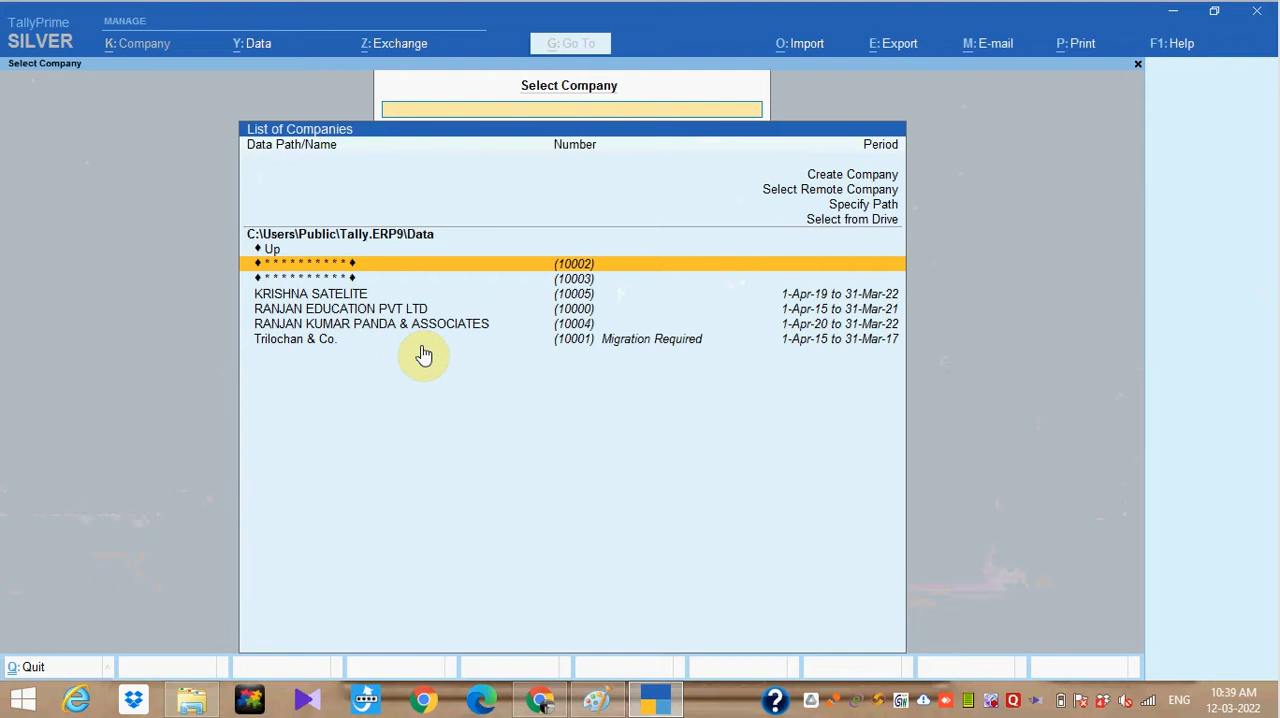 TallyPrime
MANAGE
SILVER
K: Company
Y: Data
Z: Exchange
G: Go To
O: Import
E: Export
M: E-mail
P: Print
F1: Help
Select Company
Select Company
List of Companies
Data Path/Name Number Period
Create Company
Select Remote Company
Specify Path
Select from Drive
C:\Users\Public\Tally.ERP9\Data
♦ Up
♦ * * * * * * * * * * ♦ (10002)
♦ * * * * * * * * * * ♦ (10003)
KRISHNA SATELITE (10005) 1-Apr-19 to 31-Mar-22
RANJAN EDUCATION PVT LTD (10000) 1-Apr-15 to 31-Mar-21
RANJAN KUMAR PANDA & ASSOCIATES (10004) 1-Apr-20 to 31-Mar-22
Trilochan & Co. (10001) Migration Required 1-Apr-15 to 31-Mar-17
Q: Quit
ENG
10:39 AM
12-03-2022